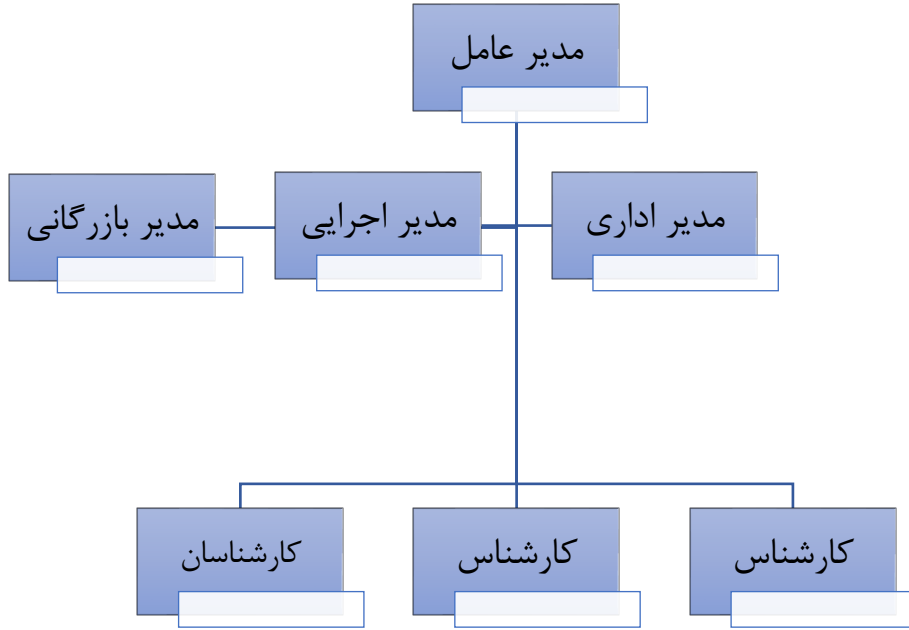 مدیر عامل
مدیر اداری
مدیر اجرایی
مدیر بازرگانی
کارشناس
کارشناس
کارشناسان